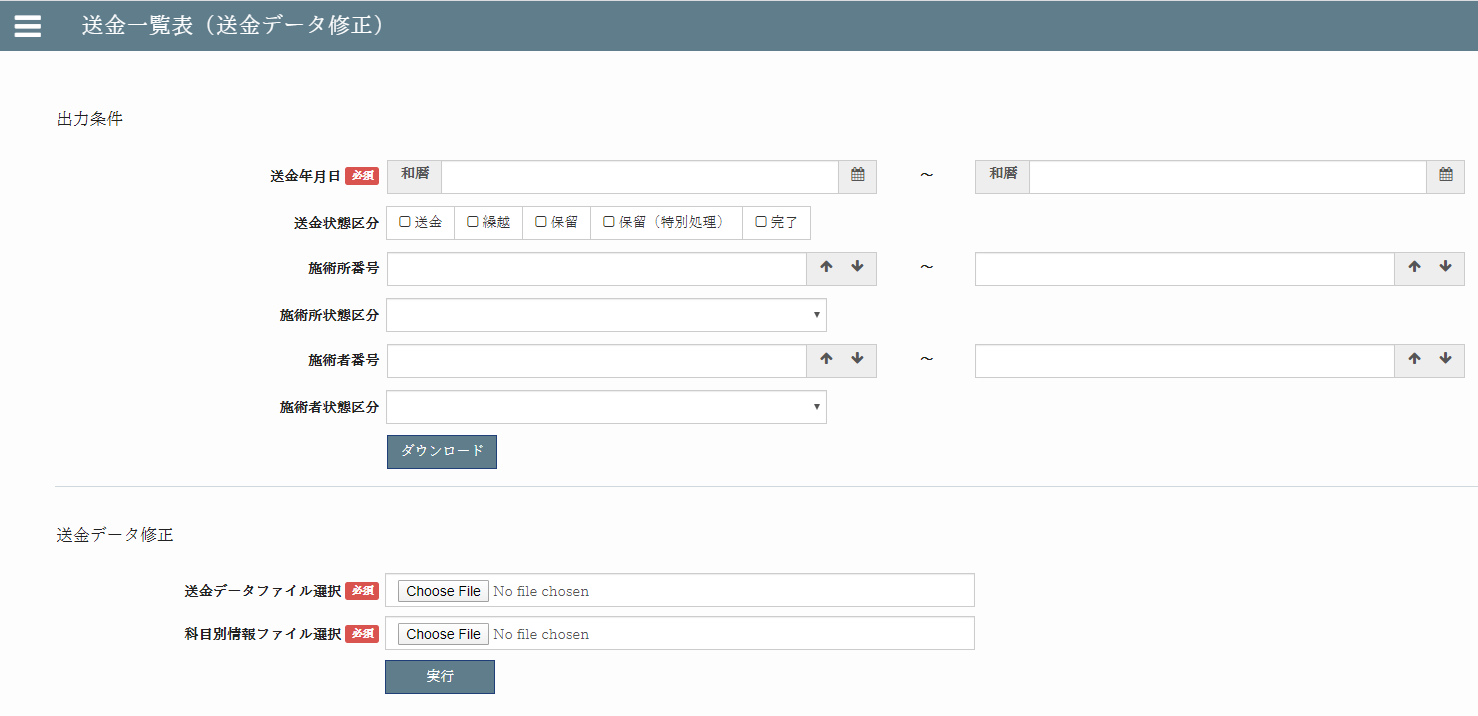 送金一覧表（送金データ修正）
出力条件
送金年月日 必須 和暦 ～ 和暦
送金状態区分 送金 繰越 保留 保留（特別処理） 完了
施術所番号 ～
施術所状態区分
施術者番号 ～
施術者状態区分
ダウンロード
送金データ修正
送金データファイル選択 必須 Choose File No file chosen
科目別情報ファイル選択 必須 Choose File No file chosen
実行